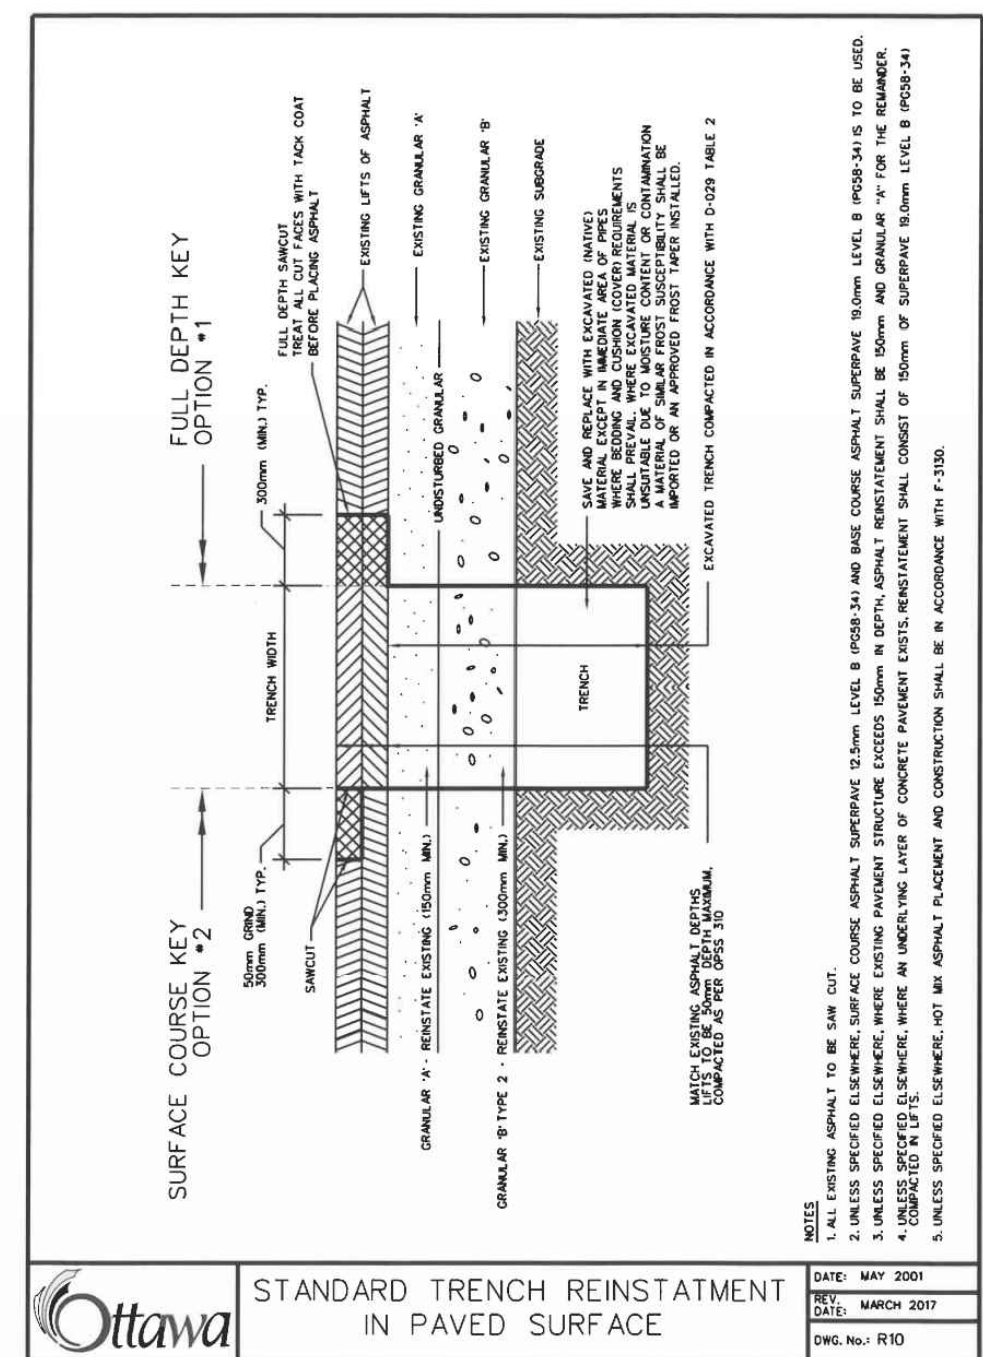 SURFACE COURSE KEY
OPTION #2
FULL DEPTH KEY
OPTION #1
50mm GRIND
300mm (MIN.) TYP.
TRENCH WIDTH
300mm (MIN.) TYP.
SAWCUT
FULL DEPTH SAWCUT
TREAT ALL CUT FACES WITH TACK COAT
BEFORE PLACING ASPHALT
EXISTING LIFTS OF ASPHALT
EXISTING GRANULAR 'A'
UNDISTURBED GRANULAR
EXISTING GRANULAR 'B'
EXISTING SUBGRADE
GRANULAR 'A' - REINSTATE EXISTING (150mm MIN.)
GRANULAR 'B' TYPE 2 - REINSTATE EXISTING (300mm MIN.)
TRENCH
SAVE AND REPLACE WITH EXCAVATED (NATIVE)
MATERIAL EXCEPT IN IMMEDIATE AREA OF PIPES
WHERE BEDDING AND CUSHION (COVER) REQUIREMENTS
SHALL PREVAIL. WHERE EXCAVATED MATERIAL IS
UNSUITABLE DUE TO MOISTURE CONTENT OR CONTAMINATION
A MATERIAL OF SIMILAR FROST SUSCEPTIBILITY SHALL BE
IMPORTED OR AN APPROVED FROST TAPER INSTALLED.
EXCAVATED TRENCH COMPACTED IN ACCORDANCE WITH D-029 TABLE 2
MATCH EXISTING ASPHALT DEPTHS
LIFTS TO BE 50mm DEPTH MAXIMUM,
COMPACTED AS PER OPSS 310
NOTES
1. ALL EXISTING ASPHALT TO BE SAW CUT.
2. UNLESS SPECIFIED ELSEWHERE, SURFACE COURSE ASPHALT SUPERPAVE 12.5mm LEVEL B (PG58-34) AND BASE COURSE ASPHALT SUPERPAVE 19.0mm LEVEL B (PG58-34) IS TO BE USED.
3. UNLESS SPECIFIED ELSEWHERE, WHERE EXISTING PAVEMENT STRUCTURE EXCEEDS 150mm IN DEPTH, ASPHALT REINSTATEMENT SHALL BE 150mm AND GRANULAR "A" FOR THE REMAINDER.
4. UNLESS SPECIFIED ELSEWHERE, WHERE AN UNDERLYING LAYER OF CONCRETE PAVEMENT EXISTS, REINSTATEMENT SHALL CONSIST OF 150mm OF SUPERPAVE 19.0mm LEVEL B (PG58-34)
COMPACTED IN LIFTS.
5. UNLESS SPECIFIED ELSEWHERE, HOT MIX ASPHALT PLACEMENT AND CONSTRUCTION SHALL BE IN ACCORDANCE WITH F-3130.
Ottawa
STANDARD TRENCH REINSTATMENT
IN PAVED SURFACE
DATE: MAY 2001
REV. DATE: MARCH 2017
DWG. No.: R10